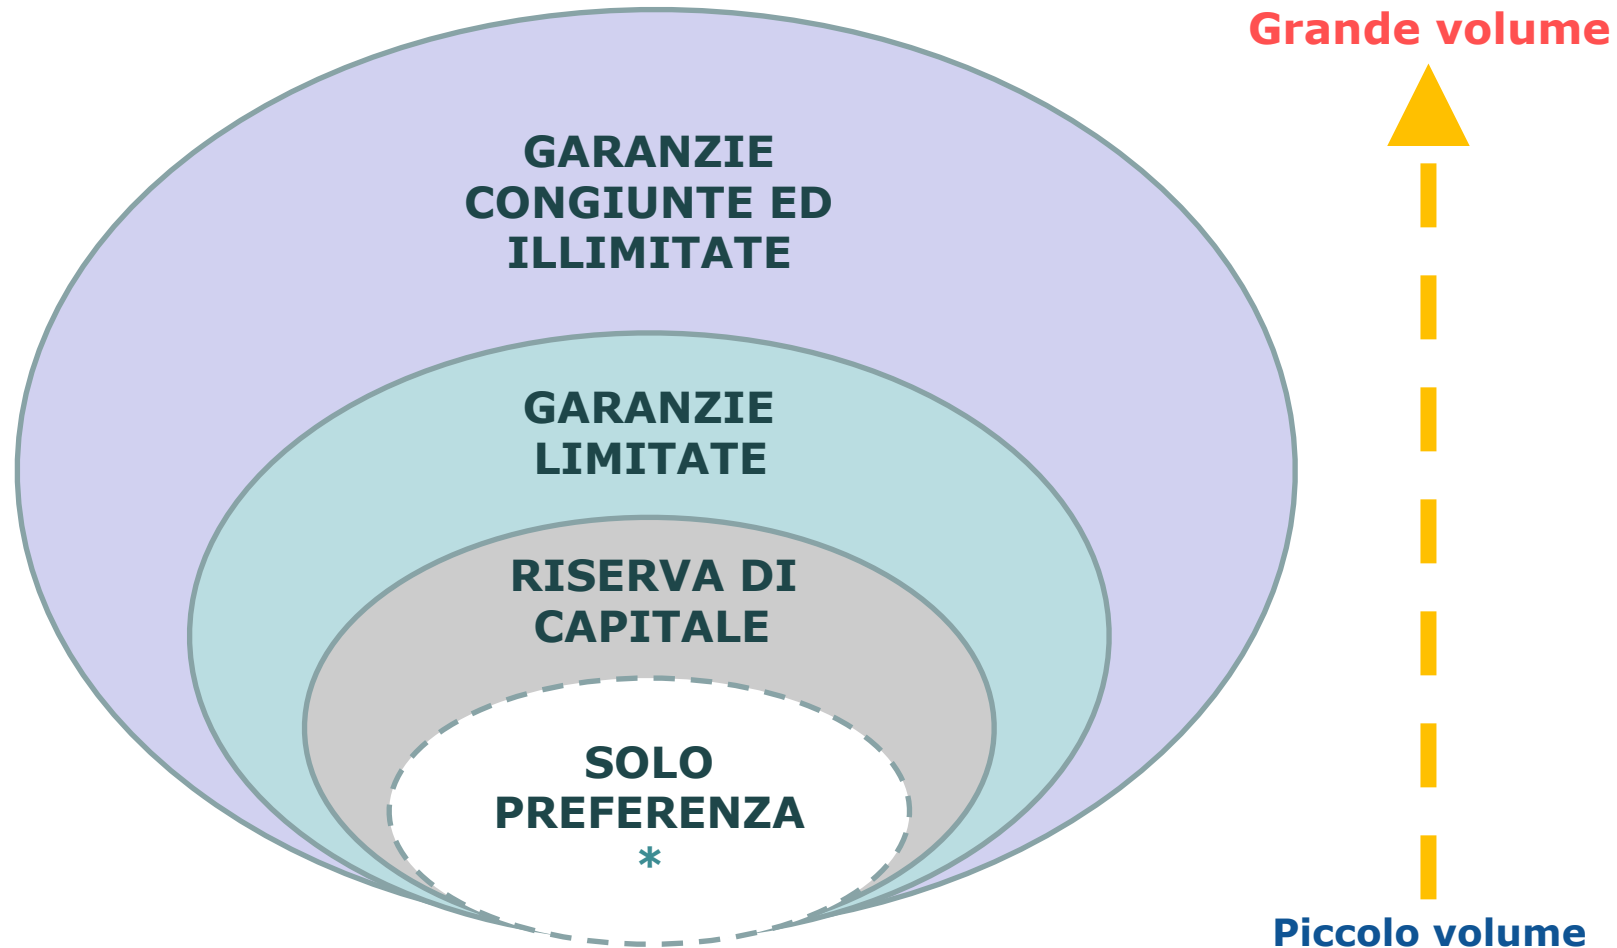 Grande volume
GARANZIE
CONGIUNTE ED
ILLIMITATE
GARANZIE
LIMITATE
RISERVA DI
CAPITALE
SOLO
PREFERENZA
*
Piccolo volume